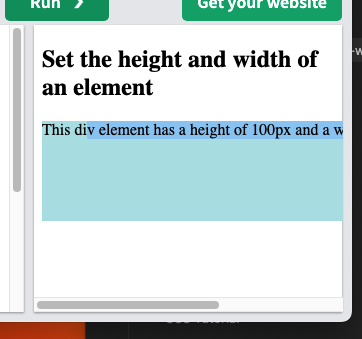 Run ❯
Get your website
Set the height and width of
an element
This div element has a height of 100px and a w